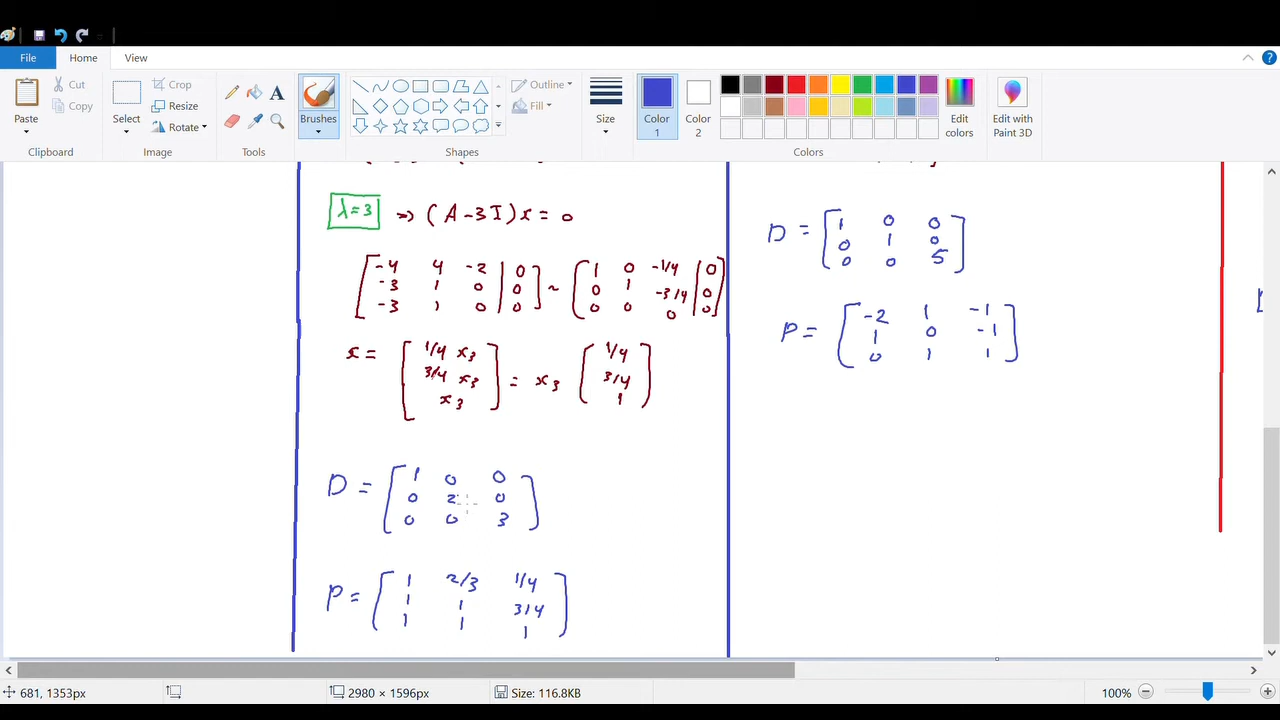 File Home View
Paste
Cut
Copy
Clipboard
Select
Crop
Resize
Rotate
Image
A
Tools
Brushes
Shapes
Outline
Fill
Size
Color 1
Color 2
Edit colors
Edit with Paint 3D
Colors
λ=3 => (A-3I)x = 0
[-4 4 -2 | 0] ~ [1 0 -1/4 | 0]
[-3 1 0 | 0] [0 1 -3/4 | 0]
[-3 1 0 | 0] [0 0 0 | 0]
x = [1/4 x3] = x3 [1/4]
[3/4 x3] [3/4]
[x3] [1]
D = [1 0 0]
[0 2 0]
[0 0 3]
P = [1 2/3 1/4]
[1 1 3/4]
[1 1 1]
D = [1 0 0]
[0 1 0]
[0 0 5]
P = [-2 1 -1]
[1 0 -1]
[0 1 1]
681, 1353px
2980 × 1596px
Size: 116.8KB
100%